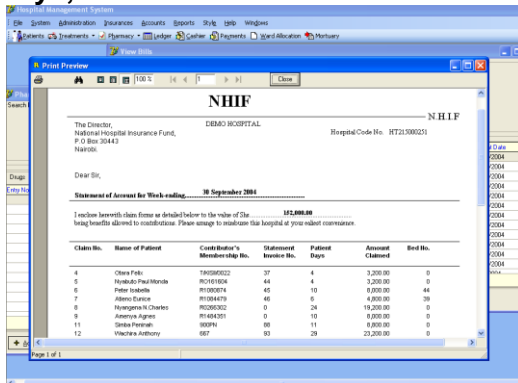 Hospital Management System
File System Administration Insurances Accounts Reports Style Help Windows
Patients Treatments Pharmacy Ledger Cashier Payments Ward Allocation Mortuary
View Bills
Print Preview
100 % 1 Close
NHIF
N.H.I.F
The Director, DEMO HOSPITAL
National Hospital Insurance Fund, Hospital Code No. HT215000251
P.O Box 30443
Nairobi.
Dear Sir,
Statement of Account for Week-ending 30 September 2004
I enclose herewith claim forms as detailed below to the value of Shs 152,000.00
being benefits allowed to contributions. Please arrange to reimburse this hospital at your ealiest convenience.
Claim No. Name of Patient Contributor's Membership No. Statement Invoice No. Patient Days Amount Claimed Bed No.
4 Otara Felix 37 4 3,200.00 0
5 Nyabuto Paul Monda RO161604 44 4 3,200.00 0
6 Peter Isabella R1080874 45 10 8,000.00 44
7 Atieno Eunice R1084479 46 6 4,800.00 39
8 Nyangena N.Charles R0266302 0 24 19,200.00 0
9 Amenya Agnes R1484351 0 10 8,000.00 0
11 Simba Peninah 900PN 88 11 8,800.00 0
12 Wachira Anthony 667 93 29 23,200.00 0
Page 1 of 1